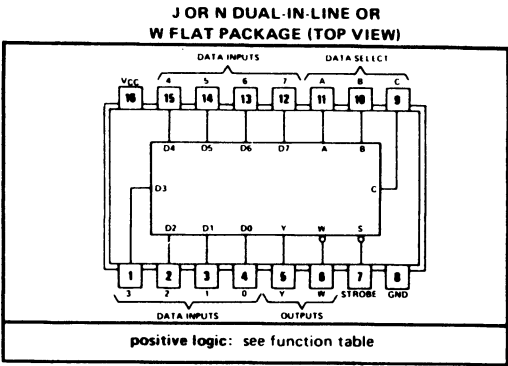 J OR N DUAL-IN-LINE OR
W FLAT PACKAGE (TOP VIEW)
DATA INPUTS DATA SELECT
VCC 4 5 6 7 A B C
16 15 14 13 12 11 10 9
D4 D5 D6 D7 A B
D3 C
D2 D1 D0 Y W S
1 2 3 4 5 6 7 8
3 2 1 0 Y W STROBE GND
DATA INPUTS OUTPUTS
positive logic: see function table